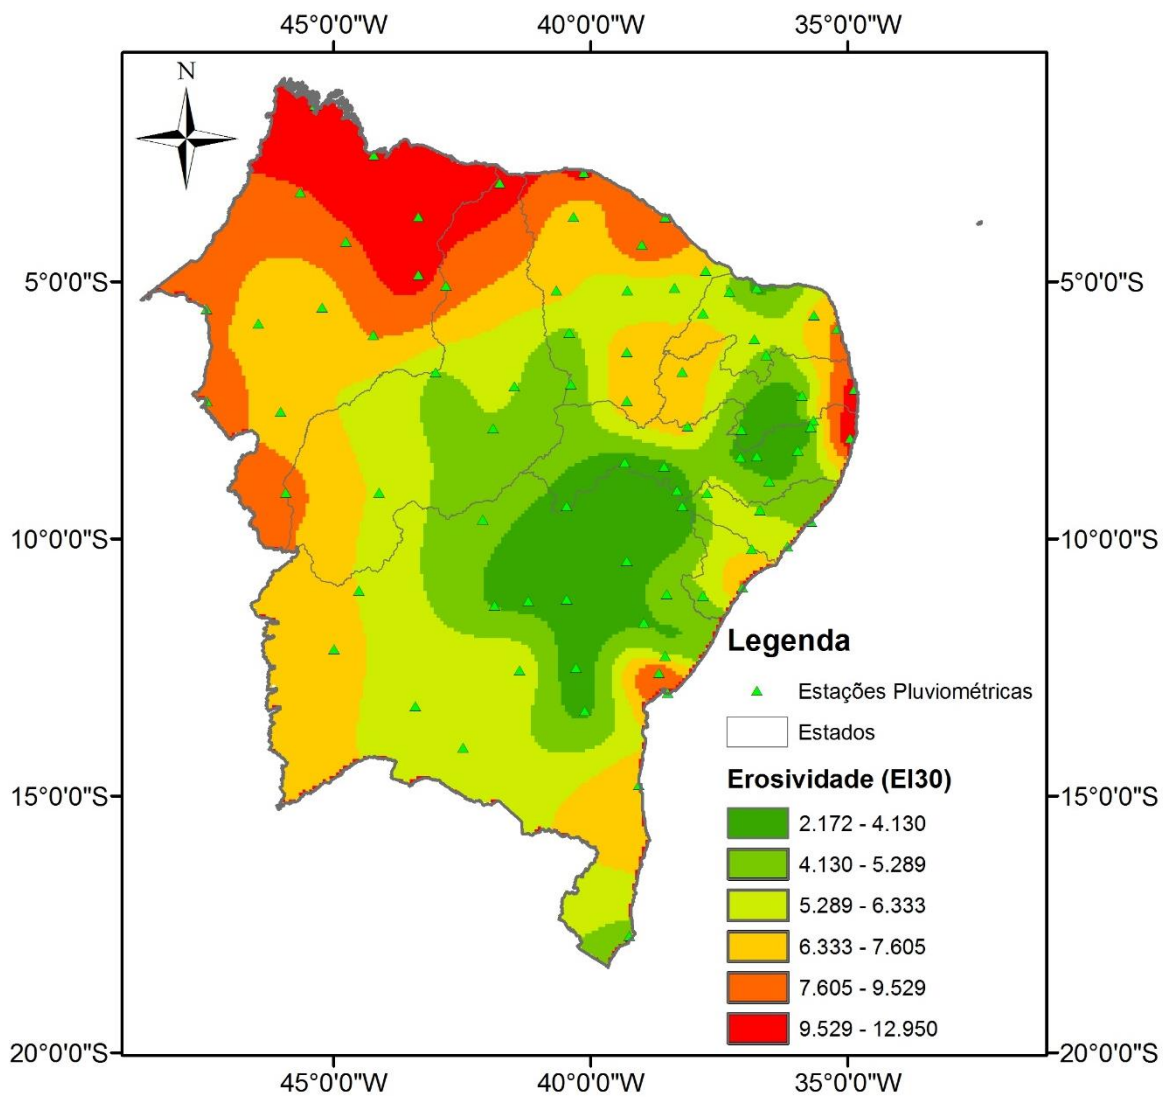 45°0'0"W 40°0'0"W 35°0'0"W
N
5°0'0"S 5°0'0"S
10°0'0"S 10°0'0"S
Legenda
Estações Pluviométricas
Estados
Erosividade (EI30)
15°0'0"S 15°0'0"S
2.172 - 4.130
4.130 - 5.289
5.289 - 6.333
6.333 - 7.605
7.605 - 9.529
9.529 - 12.950
20°0'0"S 20°0'0"S
45°0'0"W 40°0'0"W 35°0'0"W